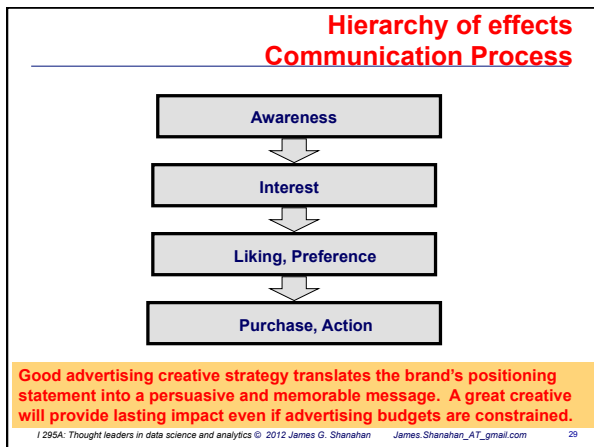 Hierarchy of effects
Communication Process
Awareness
Interest
Liking, Preference
Purchase, Action
Good advertising creative strategy translates the brand's positioning
statement into a persuasive and memorable message. A great creative
will provide lasting impact even if advertising budgets are constrained.
I 295A: Thought leaders in data science and analytics © 2012 James G. Shanahan James.Shanahan_AT_gmail.com 29